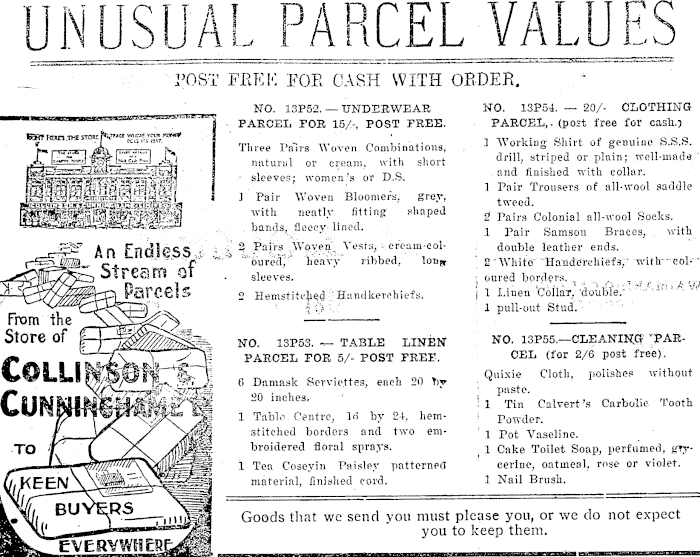 UNUSUAL PARCEL VALUES
POST FREE FOR CASH WITH ORDER.
THE STORE
TRADE WHERE YOUR MONEY
DOES ITS BEST.
An Endless
Stream of
Parcels
From the
Store of
COLLINSON &
CUNNINGHAME
TO
KEEN
BUYERS
EVERYWHERE
NO. 13P52. — UNDERWEAR
PARCEL FOR 15/-, POST FREE.
Three Pairs Woven Combinations,
natural or cream, with short
sleeves; women's or D.S.
1 Pair Woven Bloomers, grey,
with neatly fitting shaped
bands, fleecy lined.
2 Pairs Woven Vests, cream-col-
oured, heavy ribbed, long
sleeves.
2 Hemstitched Handkerchiefs.
NO. 13P53. — TABLE LINEN
PARCEL FOR 5/- POST FREE.
6 Damask Serviettes, each 20 by
20 inches.
1 Table Centre, 16 by 24, hem-
stitched borders and two em-
broidered floral sprays.
1 Tea Coseyin Paisley patterned
material, finished cord.
NO. 13P54. — 20/- CLOTHING
PARCEL, (post free for cash.)
1 Working Shirt of genuine S.S.S.
drill, striped or plain; well-made
and finished with collar.
1 Pair Trousers of all-wool saddle
tweed.
2 Pairs Colonial all-wool Socks.
1 Pair Samson Braces, with
double leather ends.
2 White Handerchiefs, with col-
oured borders.
1 Linen Collar, double.
1 pull-out Stud.
NO. 13P55.—CLEANING PAR-
CEL (for 2/6 post free).
Quixie Cloth, polishes without
paste.
1 Tin Calvert's Carbolic Tooth
Powder.
1 Pot Vaseline.
1 Cake Toilet Soap, perfumed, gly-
cerine, oatmeal, rose or violet.
1 Nail Brush.
Goods that we send you must please you, or we do not expect
you to keep them.